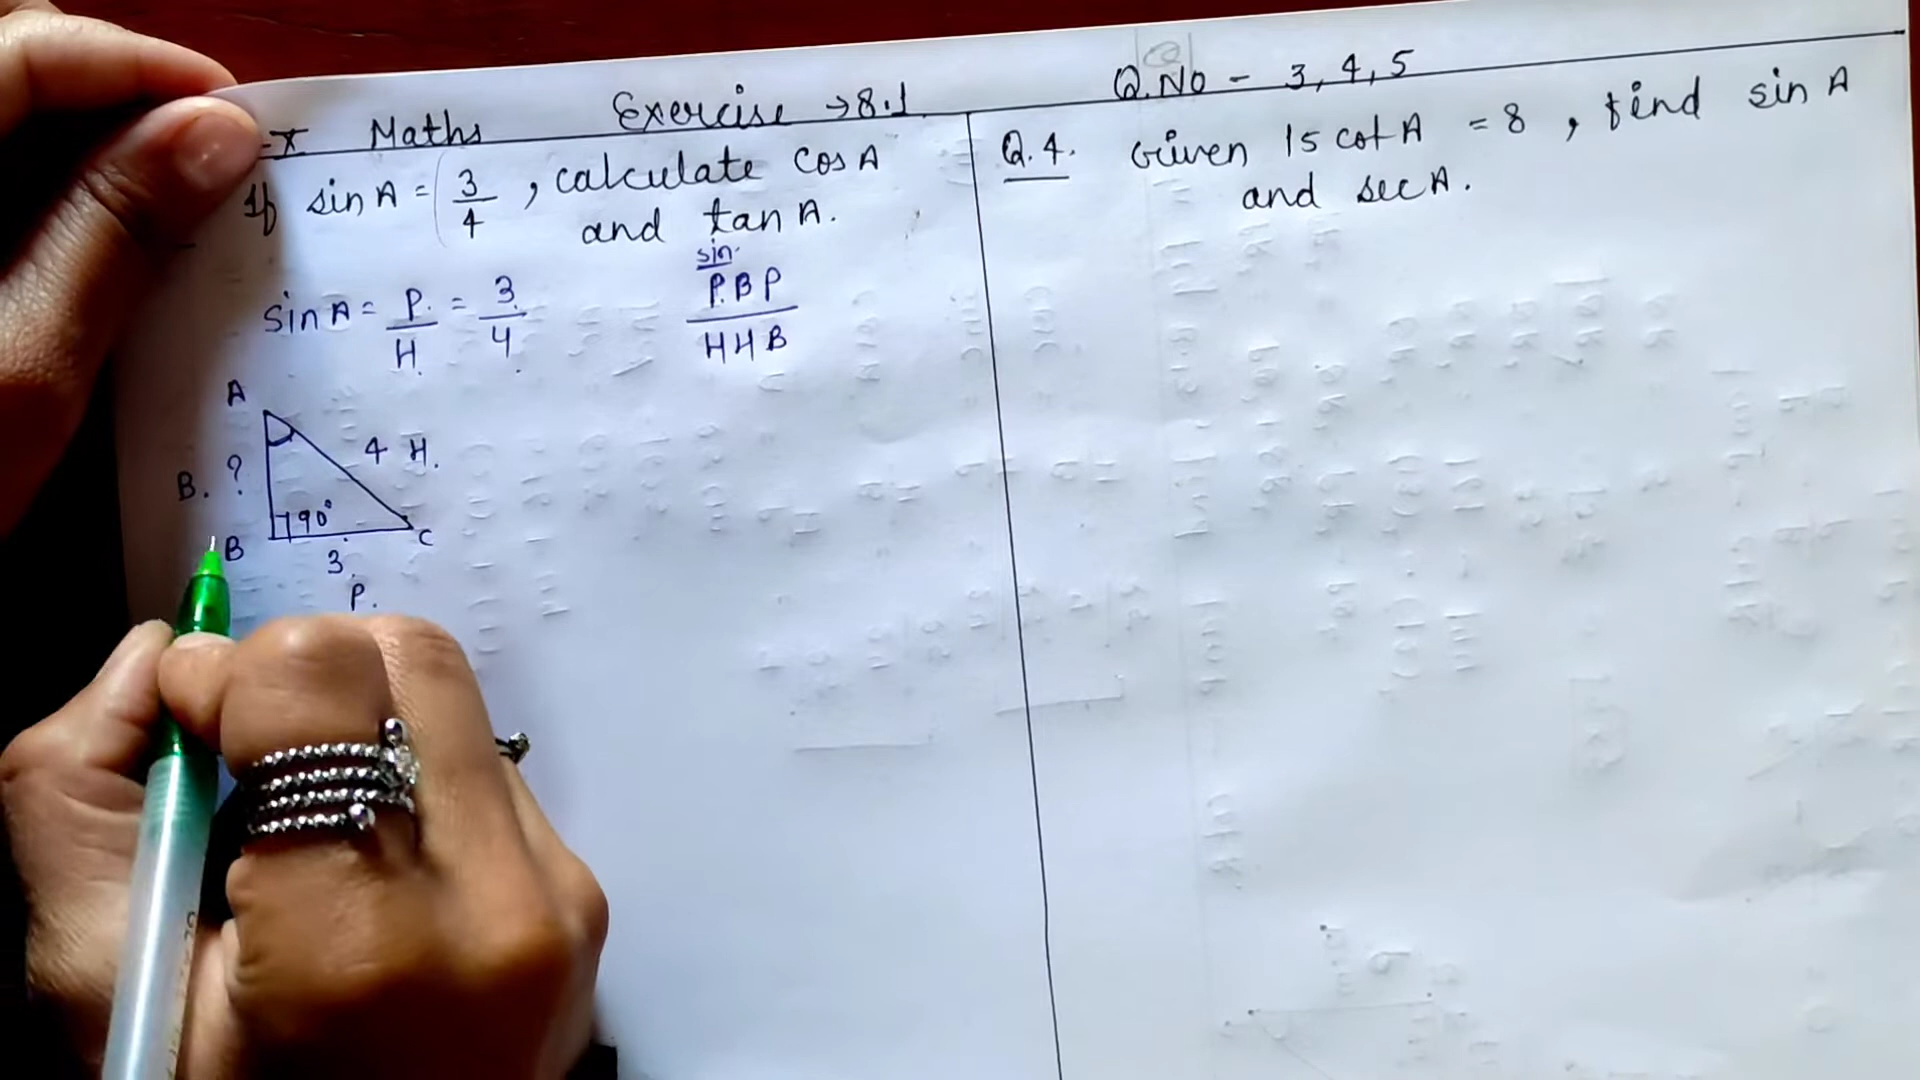 X Maths Exercise → 8.1 Q.No - 3, 4, 5
If sin A = 3/4 , calculate cos A
and tan A.
sin A = P/H = 3/4
sin
P B P
H H B
A
4 H.
B. ?
90°
B
C
3
P.
Q.4. Given 15 cot A = 8 , find sin A
and sec A.